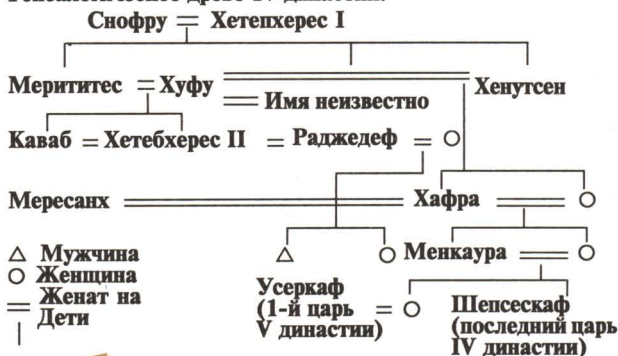 Снофру = Хетепхерес I
Мерититес = Хуфу = Хенутсен
= Имя неизвестно
Каваб = Хетебхерес II = Раджедеф =
Мересанх = Хафра =
Менкаура =
Мужчина
Женщина
= Женат на
Дети
Усеркаф
(1-й царь =
V династии)
Шепсескаф
(последний царь
IV династии)